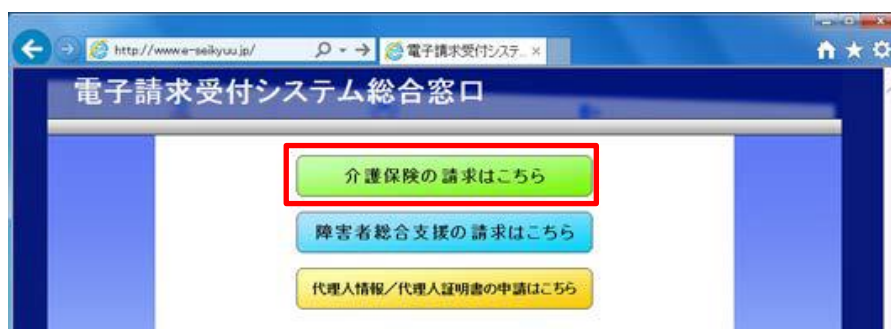 http://www.e-seikyuu.jp/
電子請求受付システ... ×
電子請求受付システム総合窓口
介護保険の請求はこちら
障害者総合支援の請求はこちら
代理人情報/代理人証明書の申請はこちら